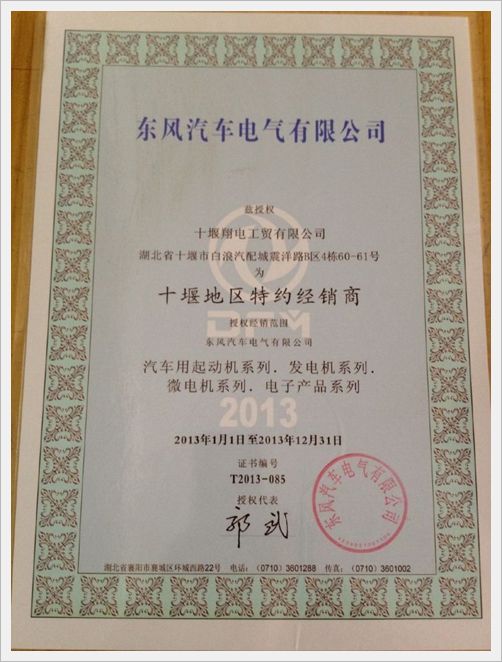 东风汽车电气有限公司
兹授权
十堰翔电工贸有限公司
湖北省十堰市白浪汽配城震洋路B区4栋60-61号
为
十堰地区特约经销商
DFM
授权经销范围
东风汽车电气有限公司
汽车用起动机系列．发电机系列．
微电机系列．电子产品系列
2013
2013年1月1日至2013年12月31日
证书编号
T2013-085
授权代表
东风汽车电气有限公司
湖北省襄阳市襄城区环城西路22号 电话：(0710) 3601288 传真：(0710) 3601002